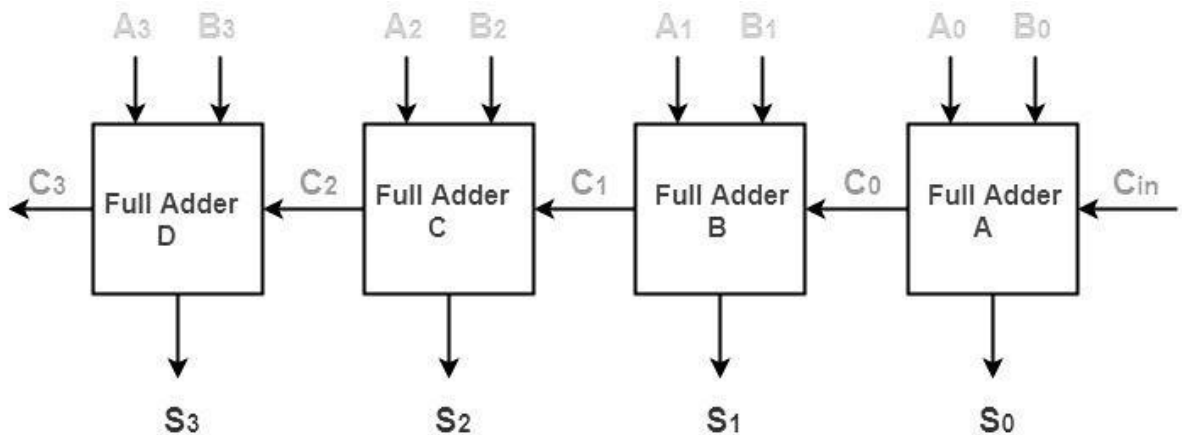 A3 B3 A2 B2 A1 B1 A0 B0
C3 C2 C1 C0 Cin
Full Adder Full Adder Full Adder Full Adder
D C B A
S3 S2 S1 S0